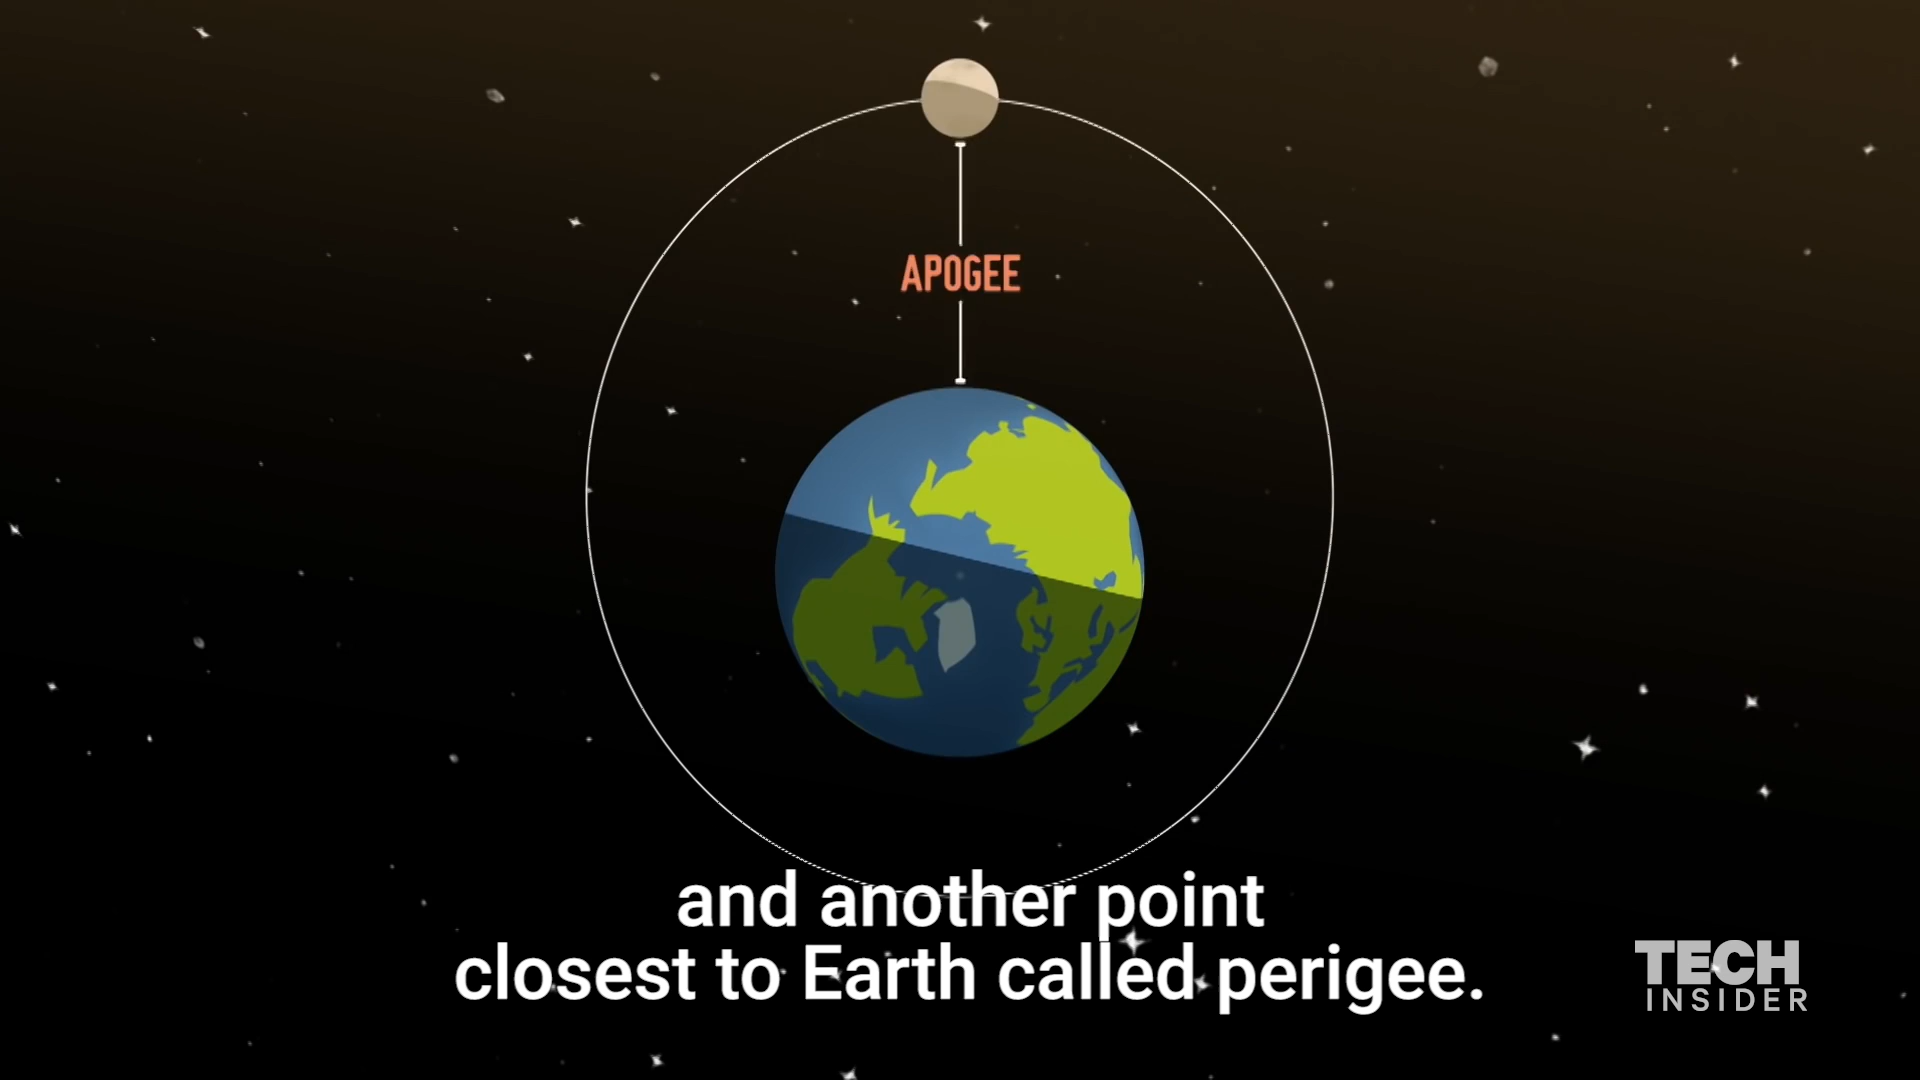 APOGEE
and another point
closest to Earth called perigee.
TECH
INSIDER